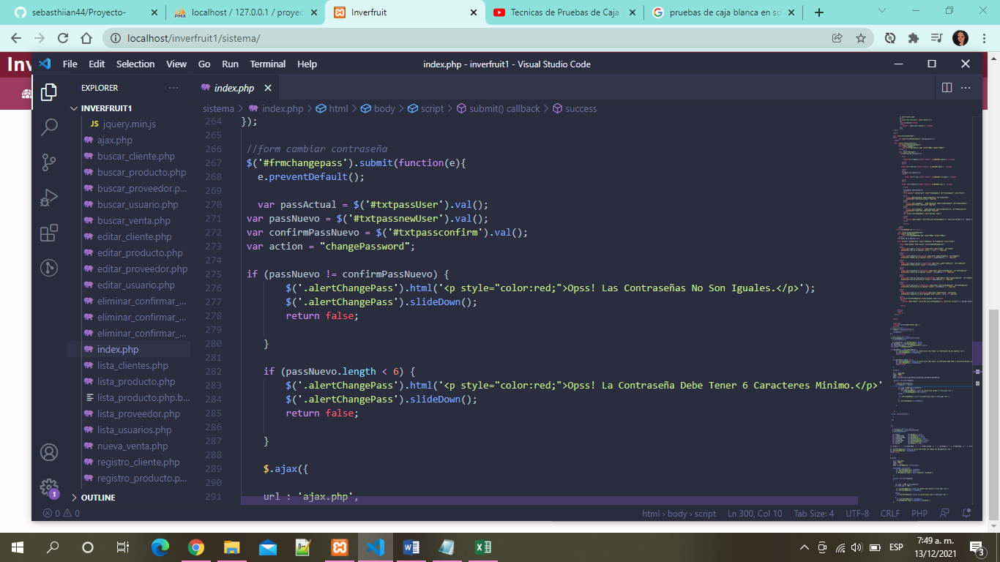 sebasthiian44/Proyecto-
localhost / 127.0.0.1 / proyec
Inverfruit
Tecnicas de Pruebas de Caja
pruebas de caja blanca en so
localhost/inverfruit1/sistema/
Inv
File Edit Selection View Go Run Terminal Help
index.php - inverfruit1 - Visual Studio Code
EXPLORER
INVERFRUIT1
JS jquery.min.js
ajax.php
buscar_cliente.php
buscar_producto.php
buscar_proveedor.p...
buscar_usuario.php
buscar_venta.php
editar_cliente.php
editar_producto.php
editar_proveedor.php
editar_usuario.php
eliminar_confirmar_...
eliminar_confirmar_...
eliminar_confirmar_...
index.php
lista_clientes.php
lista_producto.php
lista_producto.php.b...
lista_proveedor.php
lista_usuarios.php
nueva_venta.php
registro_cliente.php
registro_producto.p...
OUTLINE
index.php
sistema > index.php > html > body > script > submit() callback > success
264 });
265
266 //form cambiar contraseña
267 $('#frmchangepass').submit(function(e){
268 e.preventDefault();
269
270 var passActual = $('#txtpassUser').val();
271 var passNuevo = $('#txtpassnewUser').val();
272 var confirmPassNuevo = $('#txtpassconfirm').val();
273 var action = "changePassword";
274
275 if (passNuevo != confirmPassNuevo) {
276 $('.alertChangePass').html('<p style="color:red;">Opss! Las Contraseñas No Son Iguales.</p>');
277 $('.alertChangePass').slideDown();
278 return false;
279
280 }
281
282 if (passNuevo.length < 6) {
283 $('.alertChangePass').html('<p style="color:red;">Opss! La Contraseña Debe Tener 6 Caracteres Minimo.</p>'
284 $('.alertChangePass').slideDown();
285 return false;
286
287 }
288
289 $.ajax({
290
291 url : 'ajax.php',
1
0 0
html > body > script
Ln 300, Col 10
Tab Size: 4
UTF-8
CRLF
PHP
ESP
7:49 a. m.
13/12/2021
3